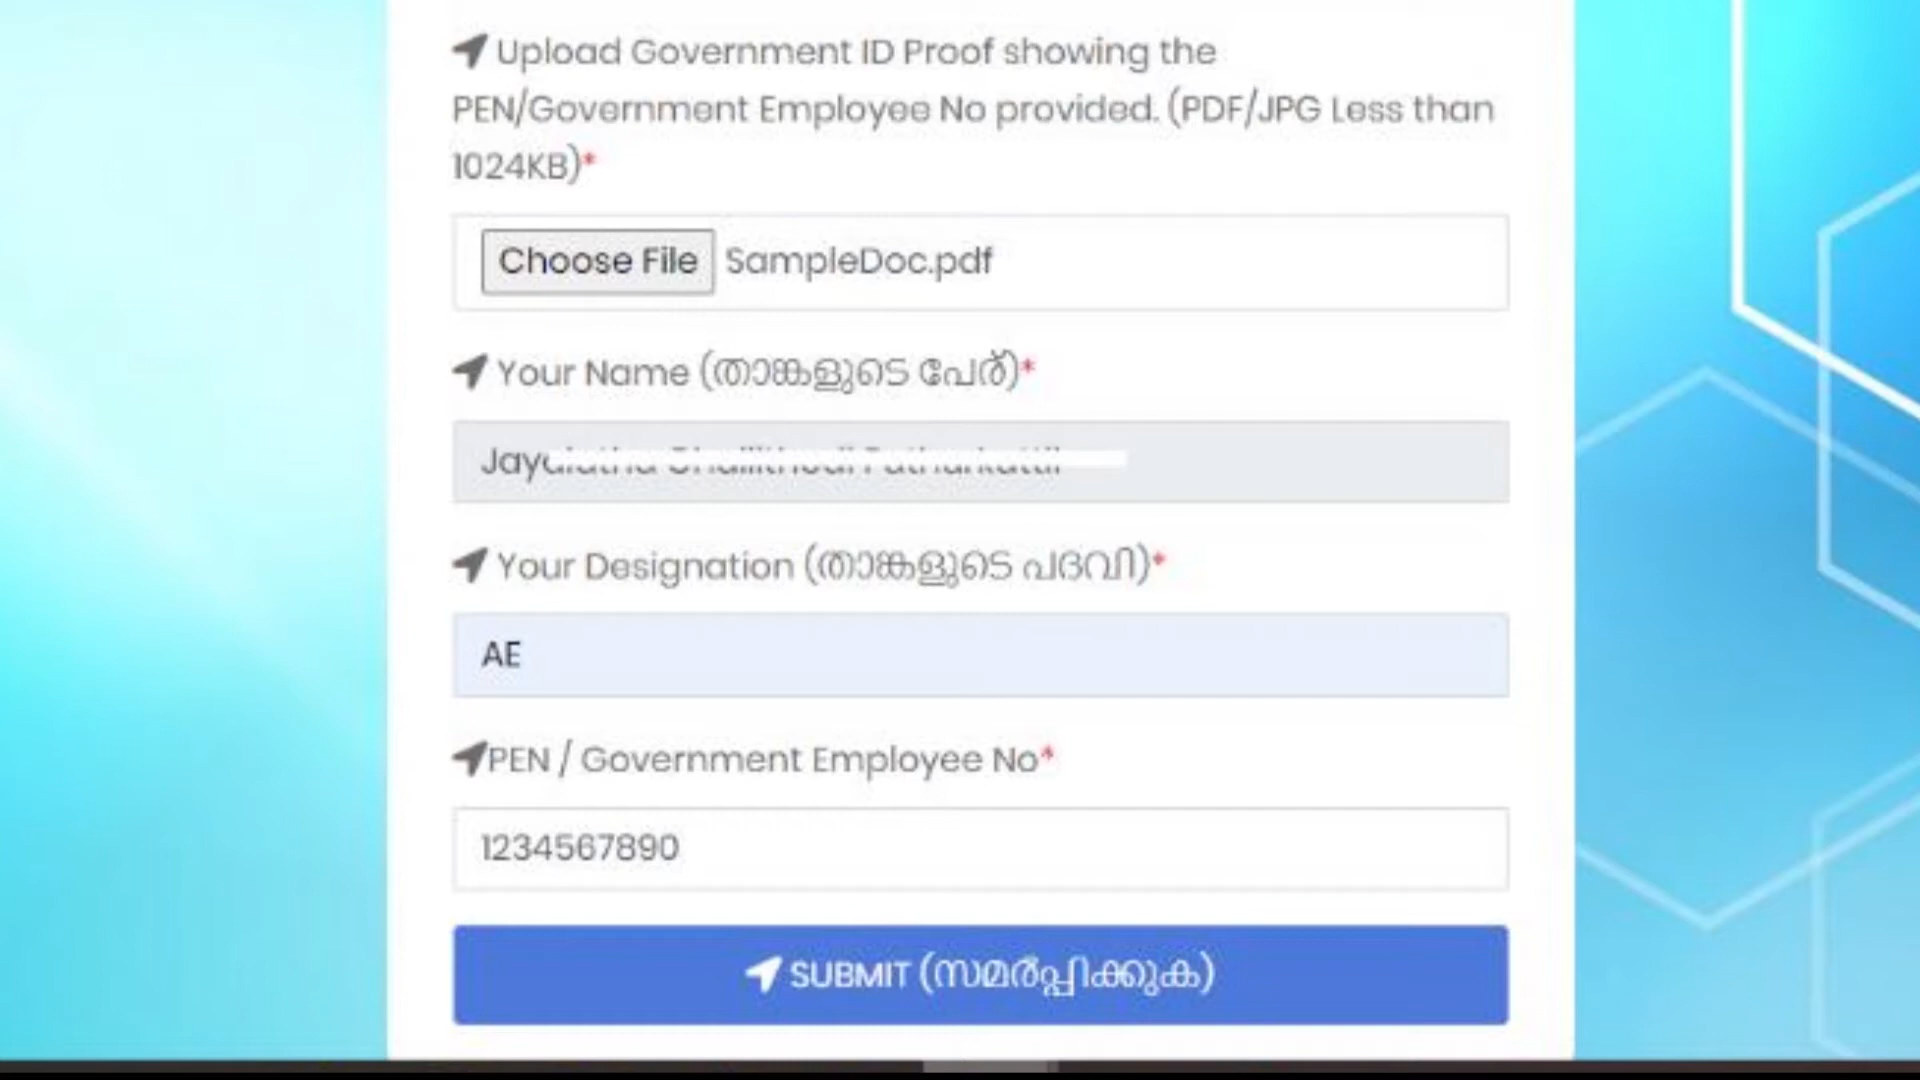 Upload Government ID Proof showing the
PEN/Government Employee No provided. (PDF/JPG Less than
1024KB)*
Choose File SampleDoc.pdf
Your Name (താങ്കളുടെ പേര്)*
Your Designation (താങ്കളുടെ പദവി)*
AE
PEN / Government Employee No*
1234567890
SUBMIT (സമർപ്പിക്കുക)